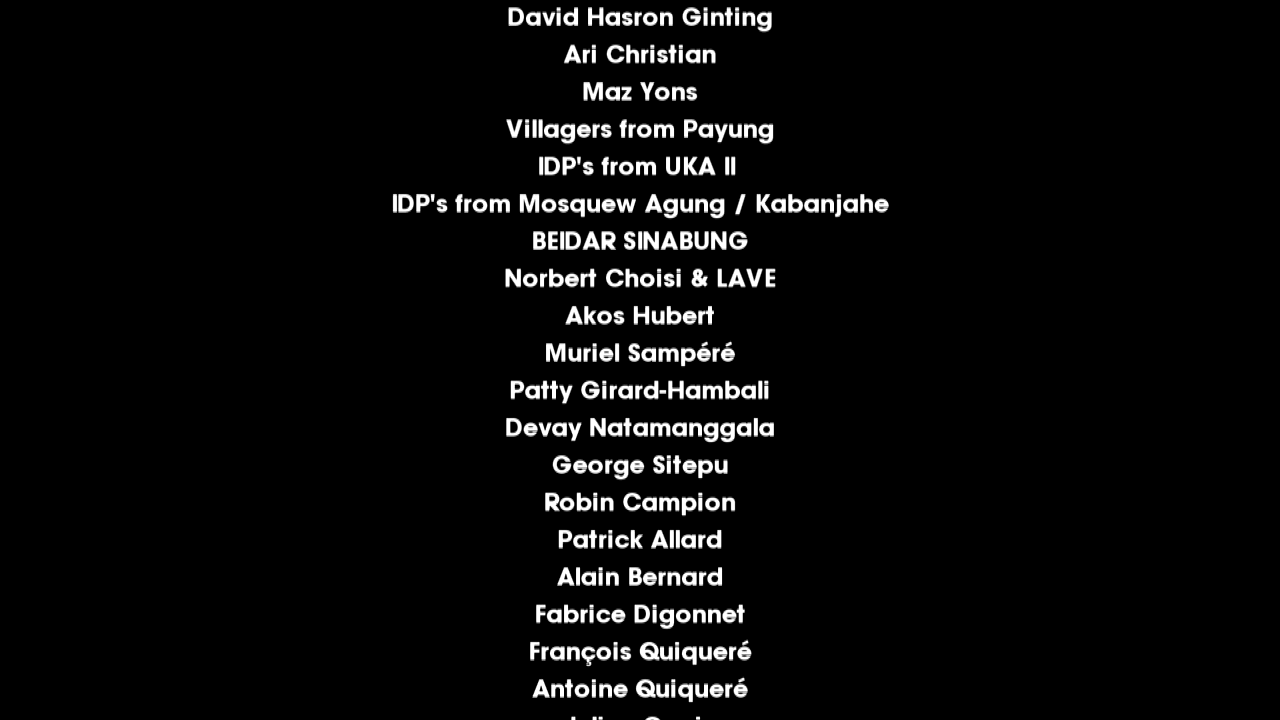 David Hasron Ginting
Ari Christian
Maz Yons
Villagers from Payung
IDP's from UKA II
IDP's from Mosquew Agung / Kabanjahe
BEIDAR SINABUNG
Norbert Choisi & LAVE
Akos Hubert
Muriel Sampéré
Patty Girard-Hambali
Devay Natamanggala
George Sitepu
Robin Campion
Patrick Allard
Alain Bernard
Fabrice Digonnet
François Quiqueré
Antoine Quiqueré